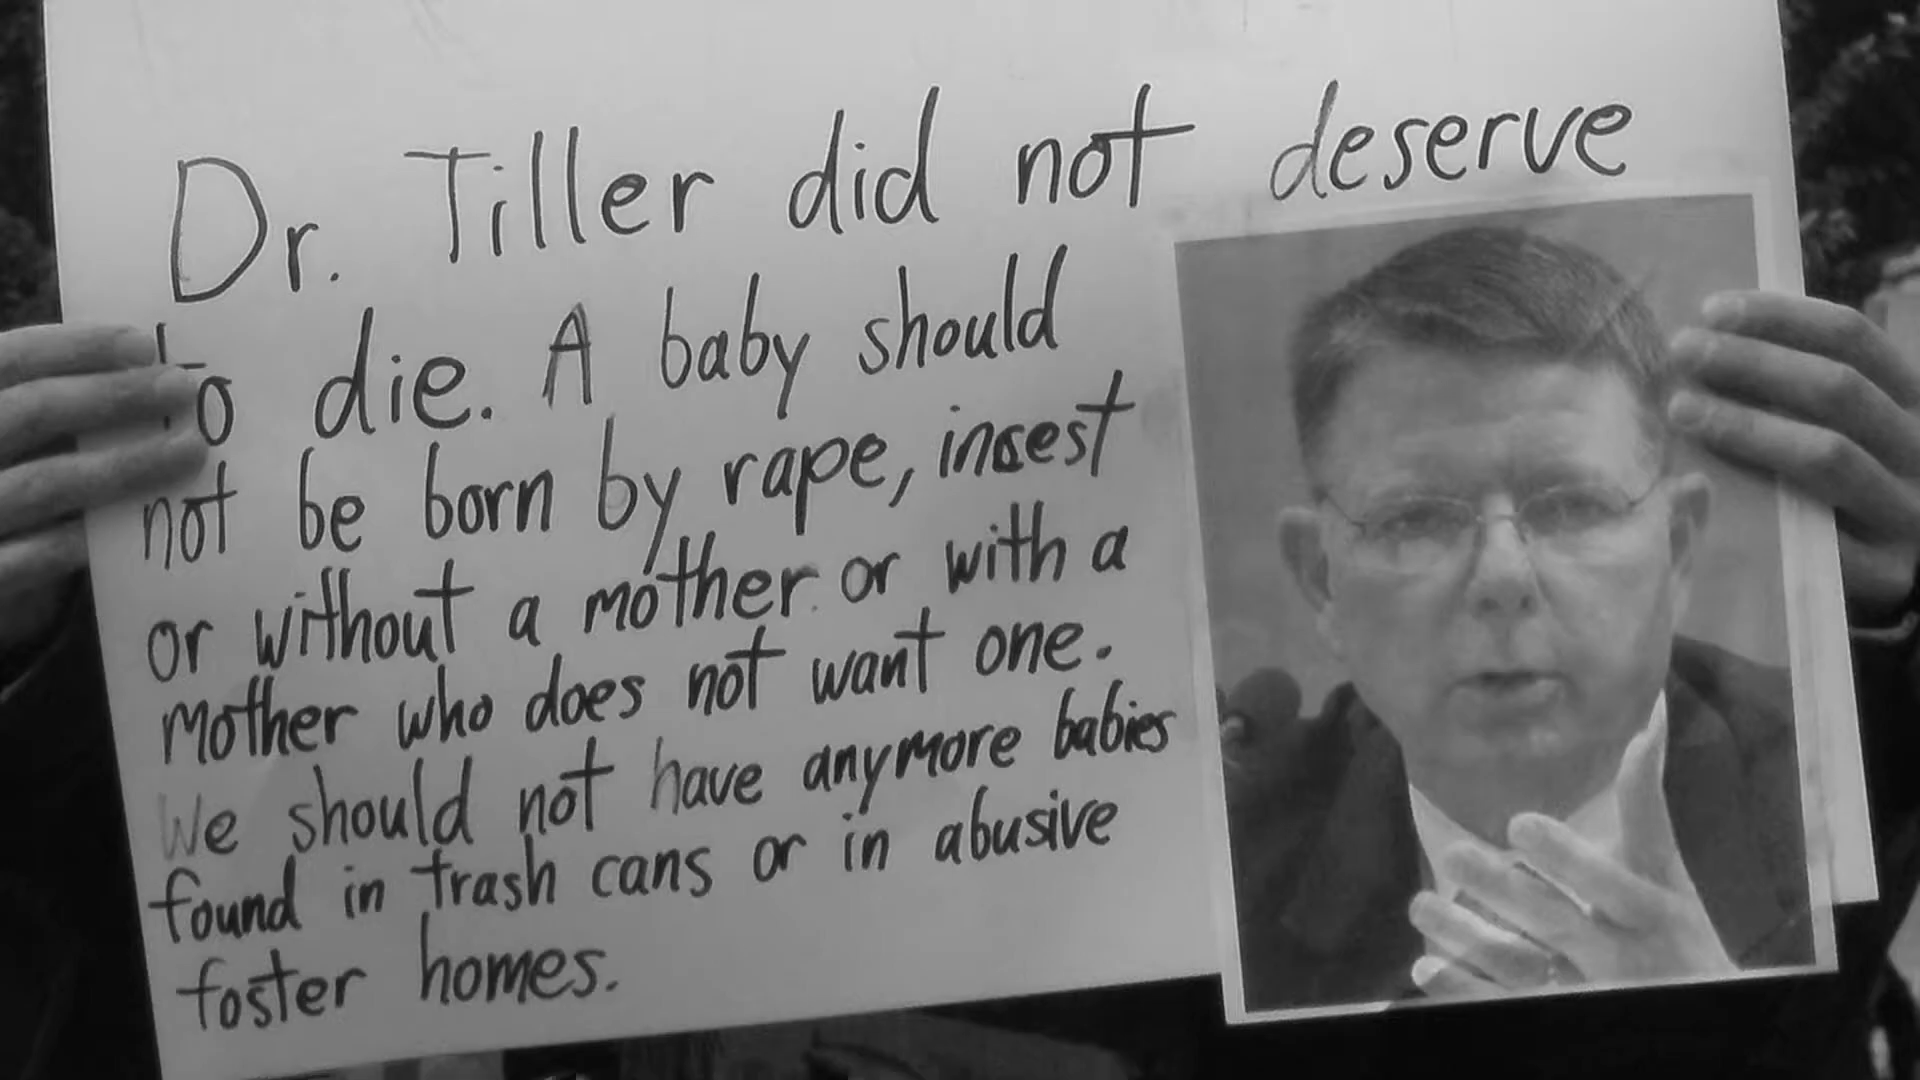 Dr. Tiller did not deserve
to die. A baby should
not be born by rape, insest
or without a mother or with a
mother who does not want one.
We should not have anymore babies
found in trash cans or in abusive
foster homes.